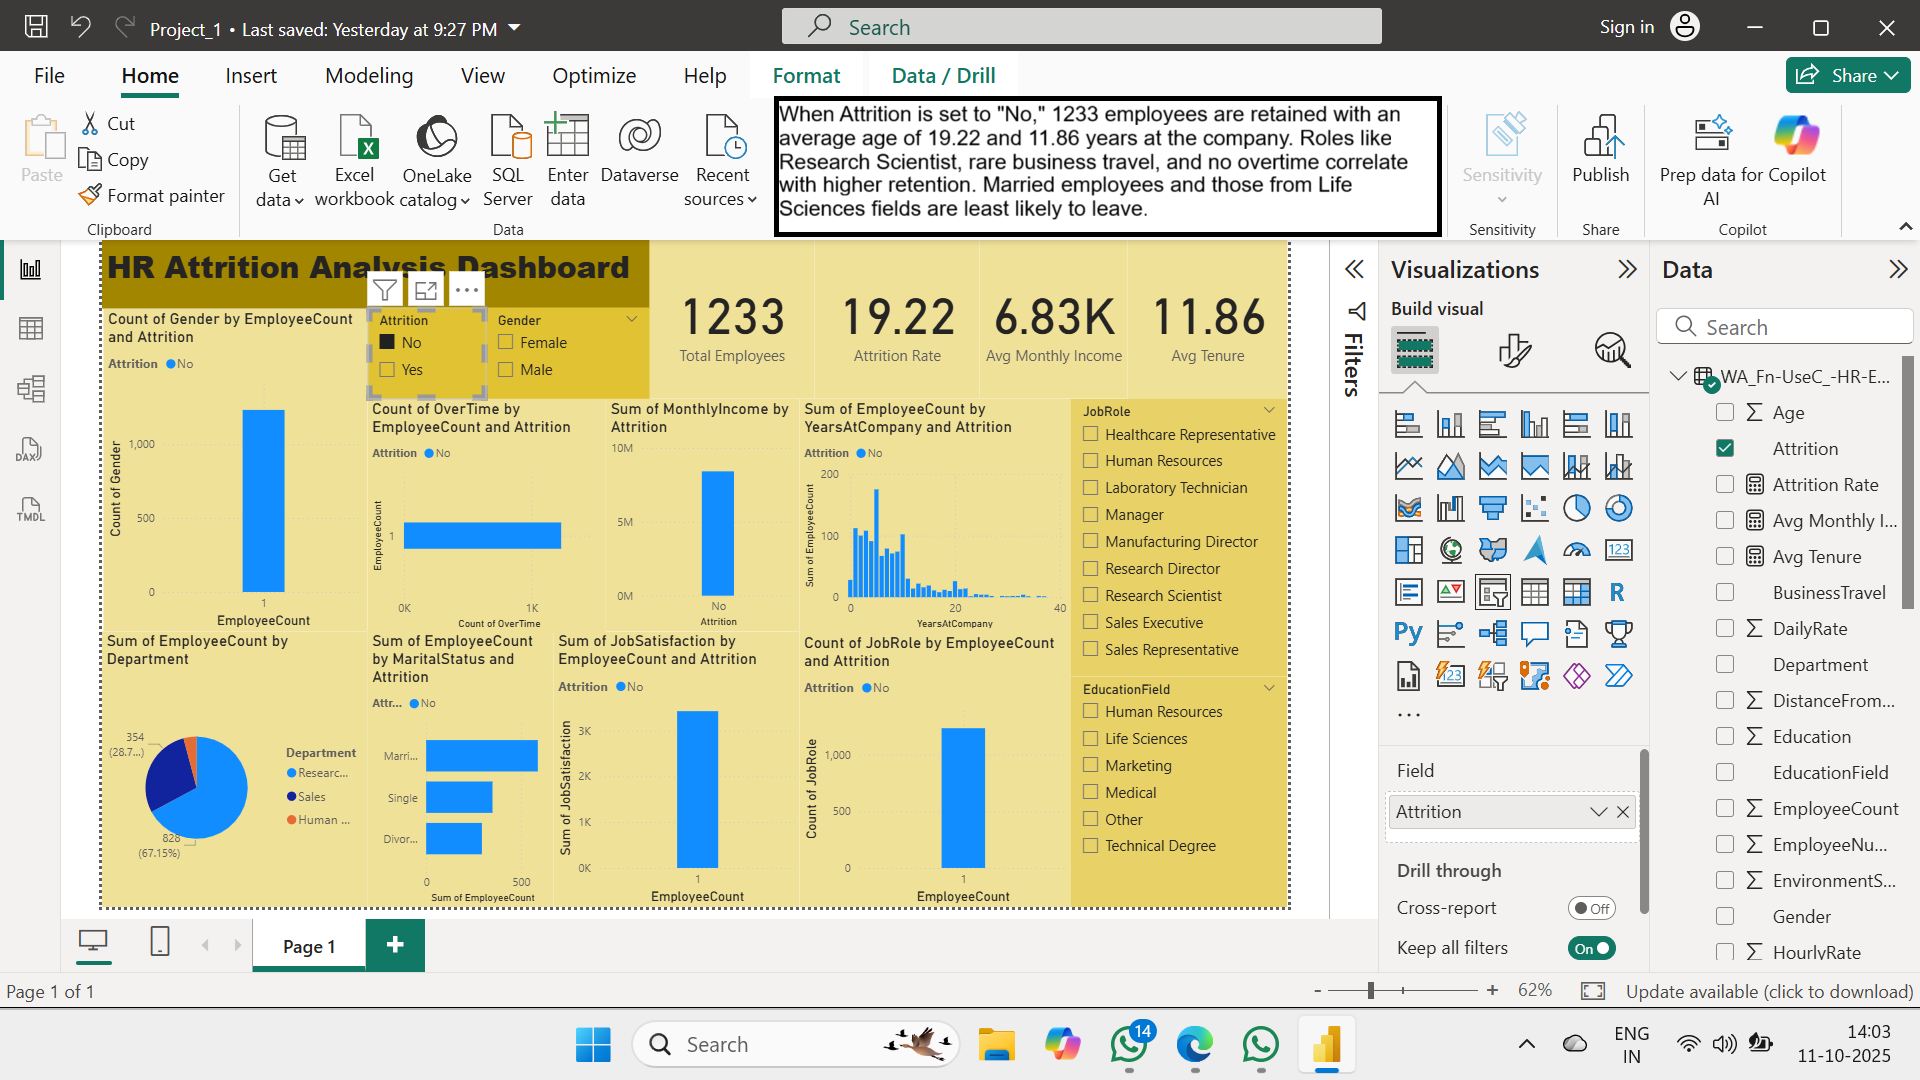 Project_1 • Last saved: Yesterday at 9:27 PM
Search
Sign in
File
Home
Insert
Modeling
View
Optimize
Help
Format
Data / Drill
Share
Paste
Cut
Copy
Format painter
Clipboard
Get data
Excel workbook
OneLake catalog
SQL Server
Enter data
Dataverse
Recent sources
Data
When Attrition is set to "No," 1233 employees are retained with an
average age of 19.22 and 11.86 years at the company. Roles like
Research Scientist, rare business travel, and no overtime correlate
with higher retention. Married employees and those from Life
Sciences fields are least likely to leave.
Sensitivity
Sensitivity
Publish
Share
Prep data for AI
Copilot
Copilot
HR Attrition Analysis Dashboard
Attrition
No
Yes
Gender
Female
Male
1233
Total Employees
19.22
Attrition Rate
6.83K
Avg Monthly Income
11.86
Avg Tenure
Count of Gender by EmployeeCount
and Attrition
Attrition No
Count of Gender
1,000
500
0
1
EmployeeCount
Count of OverTime by
EmployeeCount and Attrition
Attrition No
EmployeeCount
1
0K 1K
Count of OverTime
Sum of MonthlyIncome by
Attrition
10M
5M
0M
No
Attrition
Sum of EmployeeCount by
YearsAtCompany and Attrition
Attrition No
Sum of EmployeeCount
200
100
0
0 20 40
YearsAtCompany
JobRole
Healthcare Representative
Human Resources
Laboratory Technician
Manager
Manufacturing Director
Research Director
Research Scientist
Sales Executive
Sales Representative
Sum of EmployeeCount by
Department
354
(28.7...)
828
(67.15%)
Department
Researc...
Sales
Human ...
Sum of EmployeeCount
by MaritalStatus and
Attrition
Attr... No
Marri...
Single
Divor...
0 500
Sum of EmployeeCount
Sum of JobSatisfaction by
EmployeeCount and Attrition
Attrition No
Sum of JobSatisfaction
3K
2K
1K
0K
1
EmployeeCount
Count of JobRole by EmployeeCount
and Attrition
Attrition No
Count of JobRole
1,000
500
0
1
EmployeeCount
EducationField
Human Resources
Life Sciences
Marketing
Medical
Other
Technical Degree
Filters
Visualizations
Build visual
123
R
Py
123
Field
Attrition
Drill through
Cross-report
Off
Keep all filters
On
Data
Search
WA_Fn-UseC_-HR-E...
Age
Attrition
Attrition Rate
Avg Monthly I...
Avg Tenure
BusinessTravel
DailyRate
Department
DistanceFrom...
Education
EducationField
EmployeeCount
EmployeeNu...
EnvironmentS...
Gender
HourlyRate
DAX
TMDL
Page 1
Page 1 of 1
- + 62%
Update available (click to download)
Search
14
ENG
IN
14:03
11-10-2025